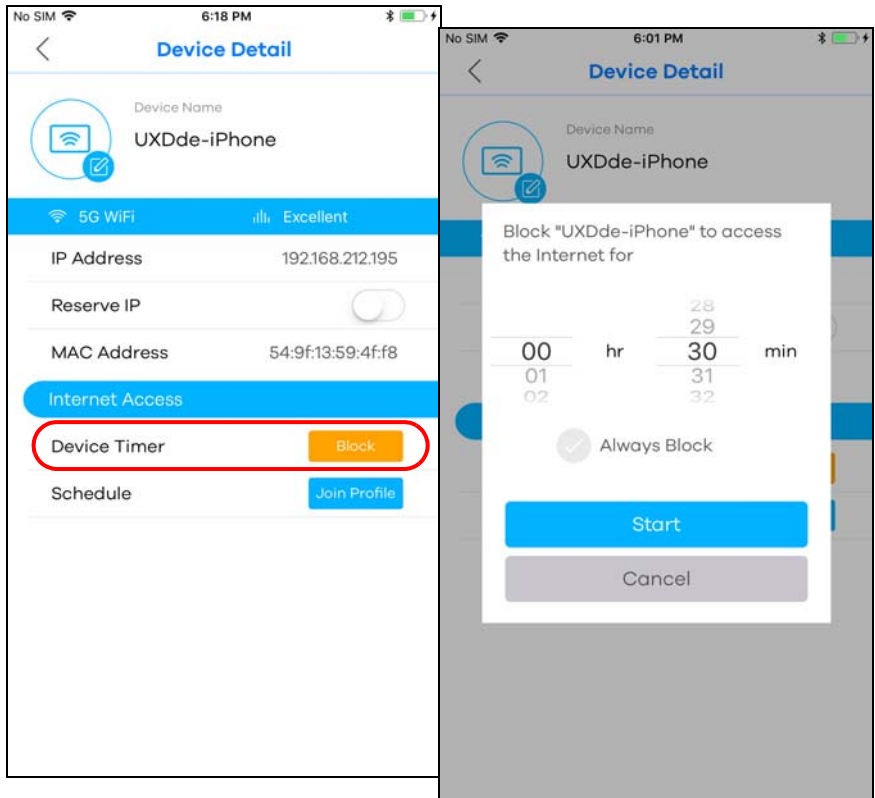 No SIM 6:18 PM
Device Detail
Device Name
UXDde-iPhone
5G WiFi Excellent
IP Address 192.168.212.195
Reserve IP
MAC Address 54:9f:13:59:4f:f8
Internet Access
Device Timer Block
Schedule Join Profile
No SIM 6:01 PM
Device Detail
Device Name
UXDde-iPhone
Block "UXDde-iPhone" to access
the Internet for
28
29
00 hr 30 min
01 31
02 32
Always Block
Start
Cancel